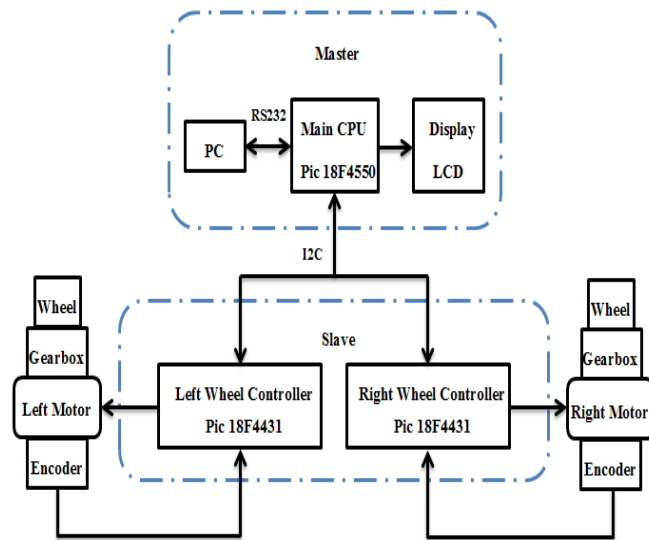 Master
RS232
PC
Main CPU
Pic 18F4550
Display
LCD
I2C
Slave
Wheel
Gearbox
Left Motor
Encoder
Left Wheel Controller
Pic 18F4431
Right Wheel Controller
Pic 18F4431
Wheel
Gearbox
Right Motor
Encoder